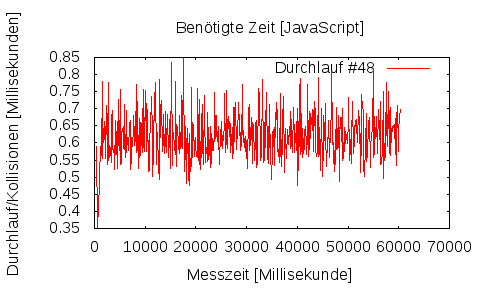 Benötigte Zeit [JavaScript]
Durchlauf/Kollisionen [Millisekunden]
Durchlauf #48
0.85
0.8
0.75
0.7
0.65
0.6
0.55
0.5
0.45
0.4
0.35
0 10000 20000 30000 40000 50000 60000 70000
Messzeit [Millisekunde]